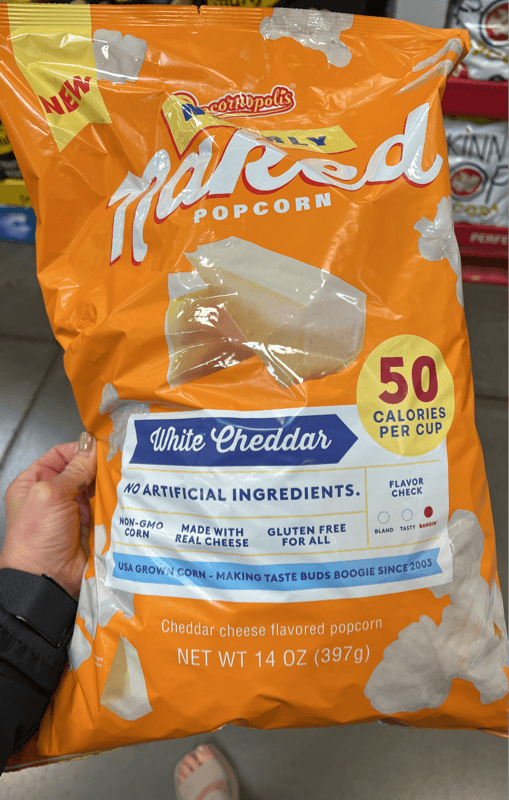 NEW
Popcornopolis
NEARLY
naked
POPCORN
50
CALORIES
PER CUP
White Cheddar
NO ARTIFICIAL INGREDIENTS.
FLAVOR
CHECK
NON-GMO
CORN
MADE WITH
REAL CHEESE
GLUTEN FREE
FOR ALL
BLAND TASTY BANGIN'
USA GROWN CORN - MAKING TASTE BUDS BOOGIE SINCE 2003
Cheddar cheese flavored popcorn
NET WT 14 OZ (397g)
KINN